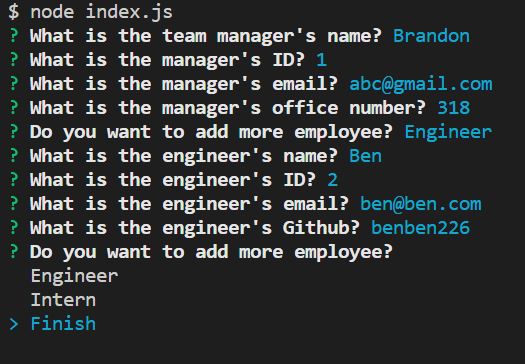 $ node index.js
? What is the team manager's name? Brandon
? What is the manager's ID? 1
? What is the manager's email? abc@gmail.com
? What is the manager's office number? 318
? Do you want to add more employee? Engineer
? What is the engineer's name? Ben
? What is the engineer's ID? 2
? What is the engineer's email? ben@ben.com
? What is the engineer's Github? benben226
? Do you want to add more employee?
Engineer
Intern
> Finish